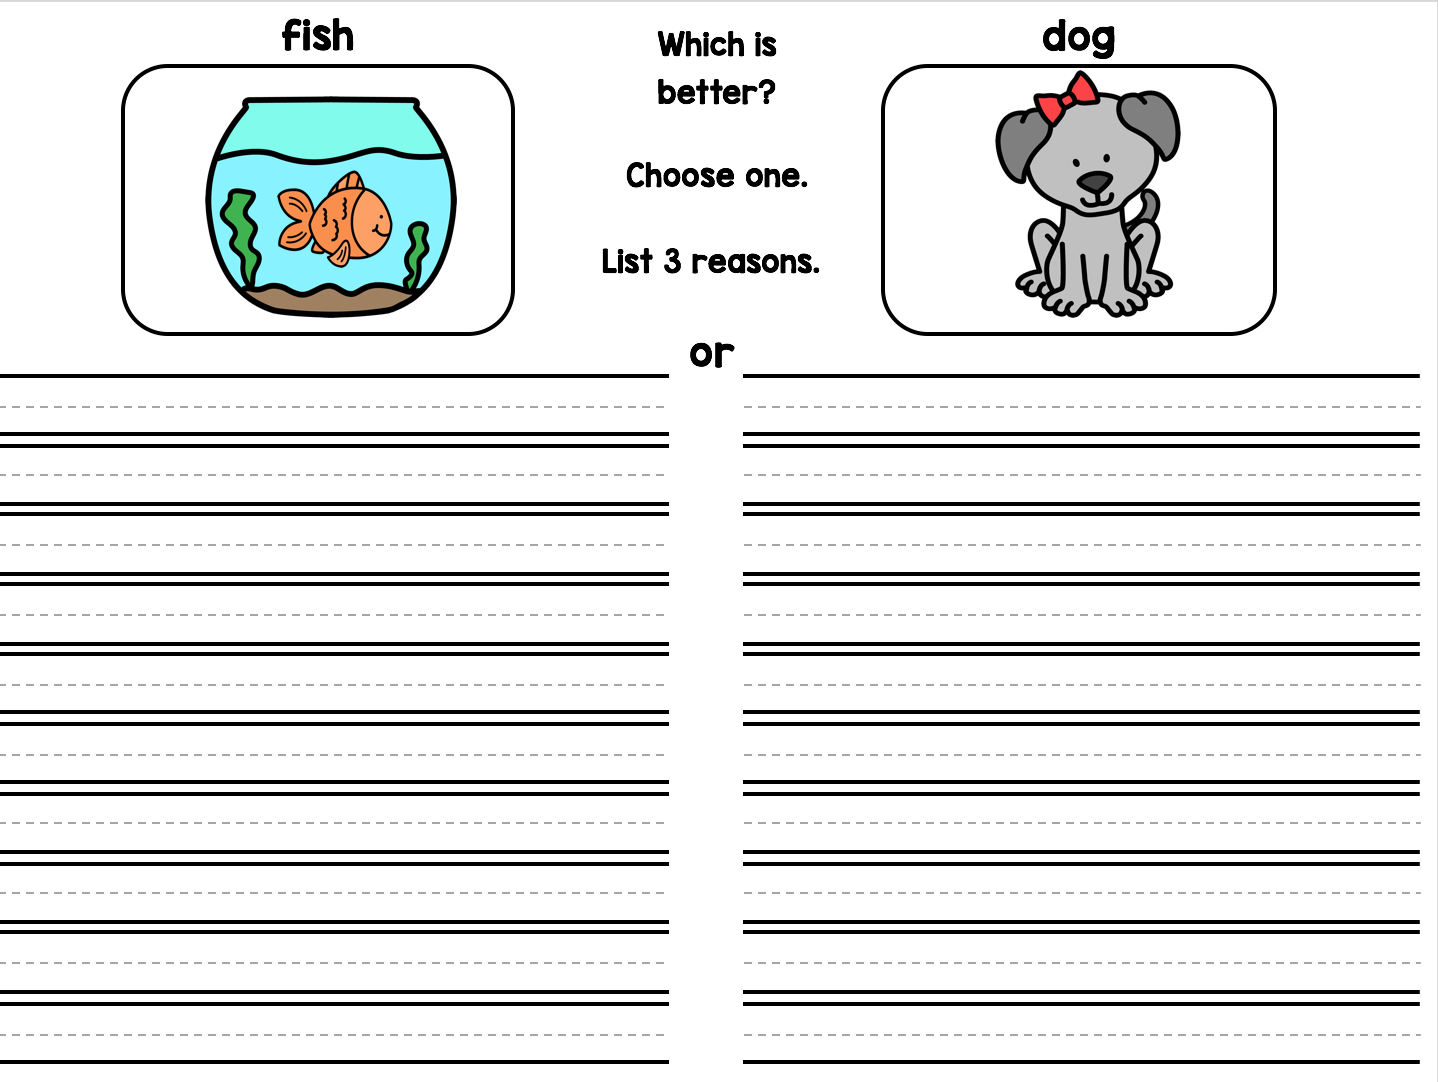 fish
Which is
better?
Choose one.
List 3 reasons.
dog
or